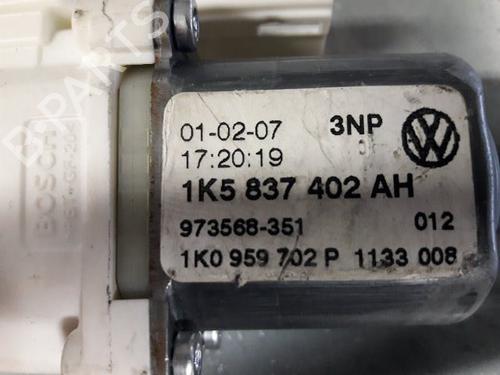 B-PARTS
BOSCH
01-02-07 3NP
17:20:19
1K5 837 402 AH
973568-351 012
1K0 959 702 P 1133 008